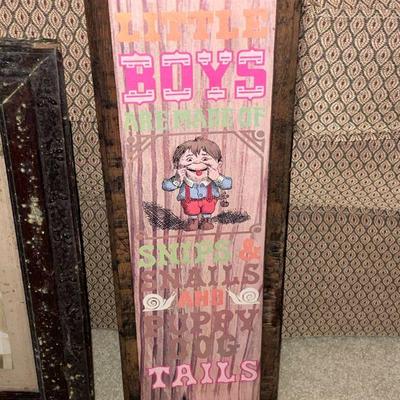 LITTLE
BOYS
ARE MADE OF
SNIPS &
SNAILS
AND
PUPPY
DOG
TAILS